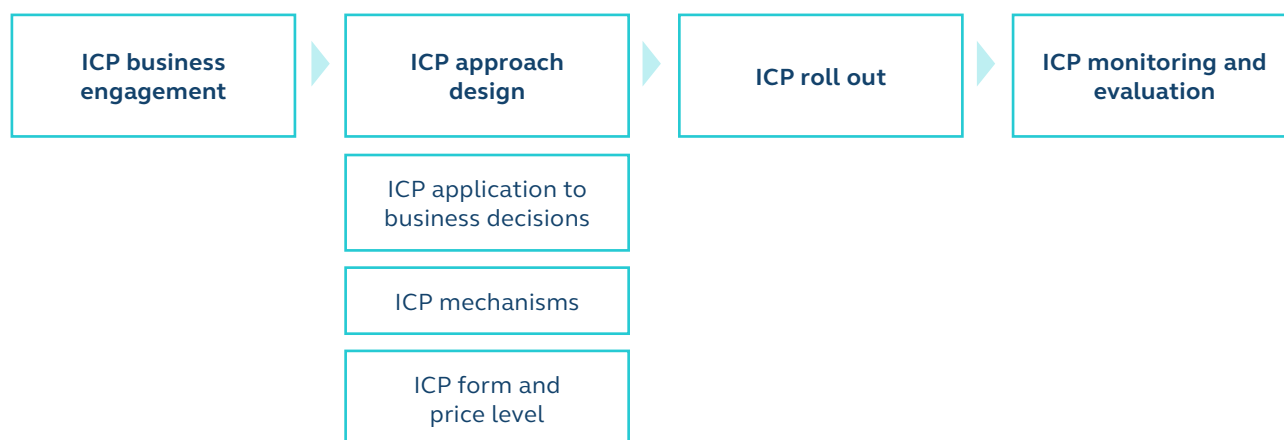 ICP business
engagement
ICP approach
design
ICP roll out
ICP monitoring and
evaluation
ICP application to
business decisions
ICP mechanisms
ICP form and
price level